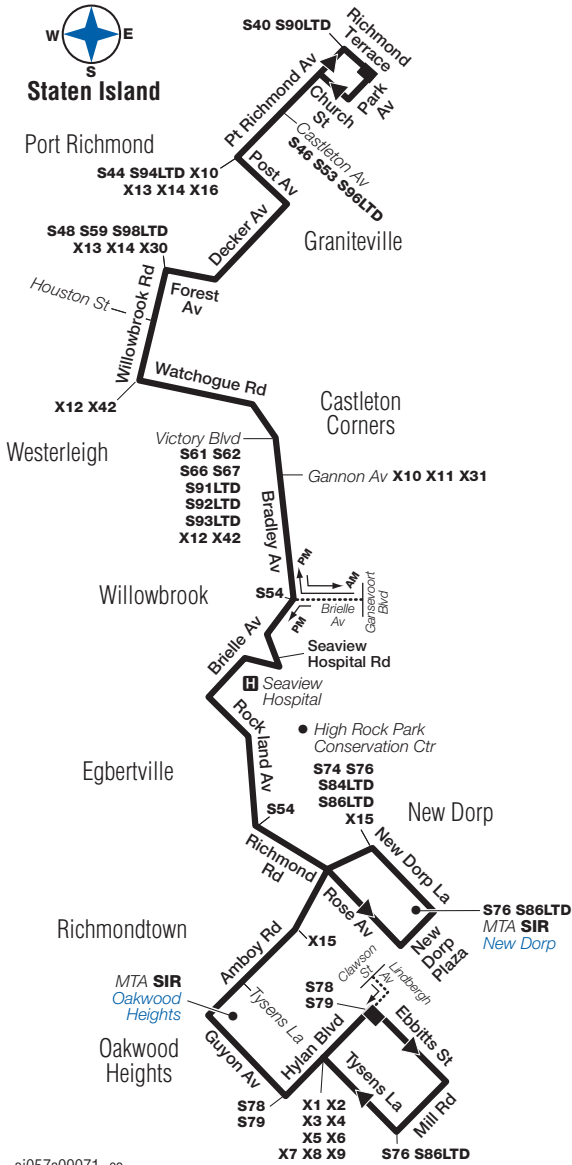 W E
S
Staten Island
S40 S90LTD
Richmond
Terrace
Park
Av
Church
St
Pt Richmond Av
Castleton Av
S46 S53
S96LTD
Port Richmond
S44 S94LTD X10
X13 X14 X16
Post Av
Decker Av
Graniteville
S48 S59 S98LTD
X13 X14 X30
Forest
Av
Houston St
Willowbrook Rd
Watchogue Rd
X12 X42
Castleton
Corners
Westerleigh
Victory Blvd
S61 S62
S66 S67
S91LTD
S92LTD
S93LTD
X12 X42
Gannon Av X10 X11 X31
Bradley Av
PM
AM
Willowbrook
S54
Brielle
Av
Gansevoort
Blvd
PM
Brielle Av
Seaview
Hospital Rd
H Seaview
Hospital
Rock land Av
High Rock Park
Conservation Ctr
Egbertville
S74 S76
S84LTD
S86LTD
X15
S54
New Dorp
New Dorp La
Richmond
Rd
Rose Av
S76 S86LTD
MTA SIR
New Dorp
New
Dorp
Plaza
Richmondtown
Amboy Rd
X15
Clawson
St
Lindbergh
Av
MTA SIR
Oakwood
Heights
Tysens La
S78
S79
Ebbitts St
Oakwood
Heights
Guyon Av
Hylan Blvd
Tysens La
Mill Rd
S78
S79
X1 X2
X3 X4
X5 X6
X7 X8 X9
S76 S86LTD